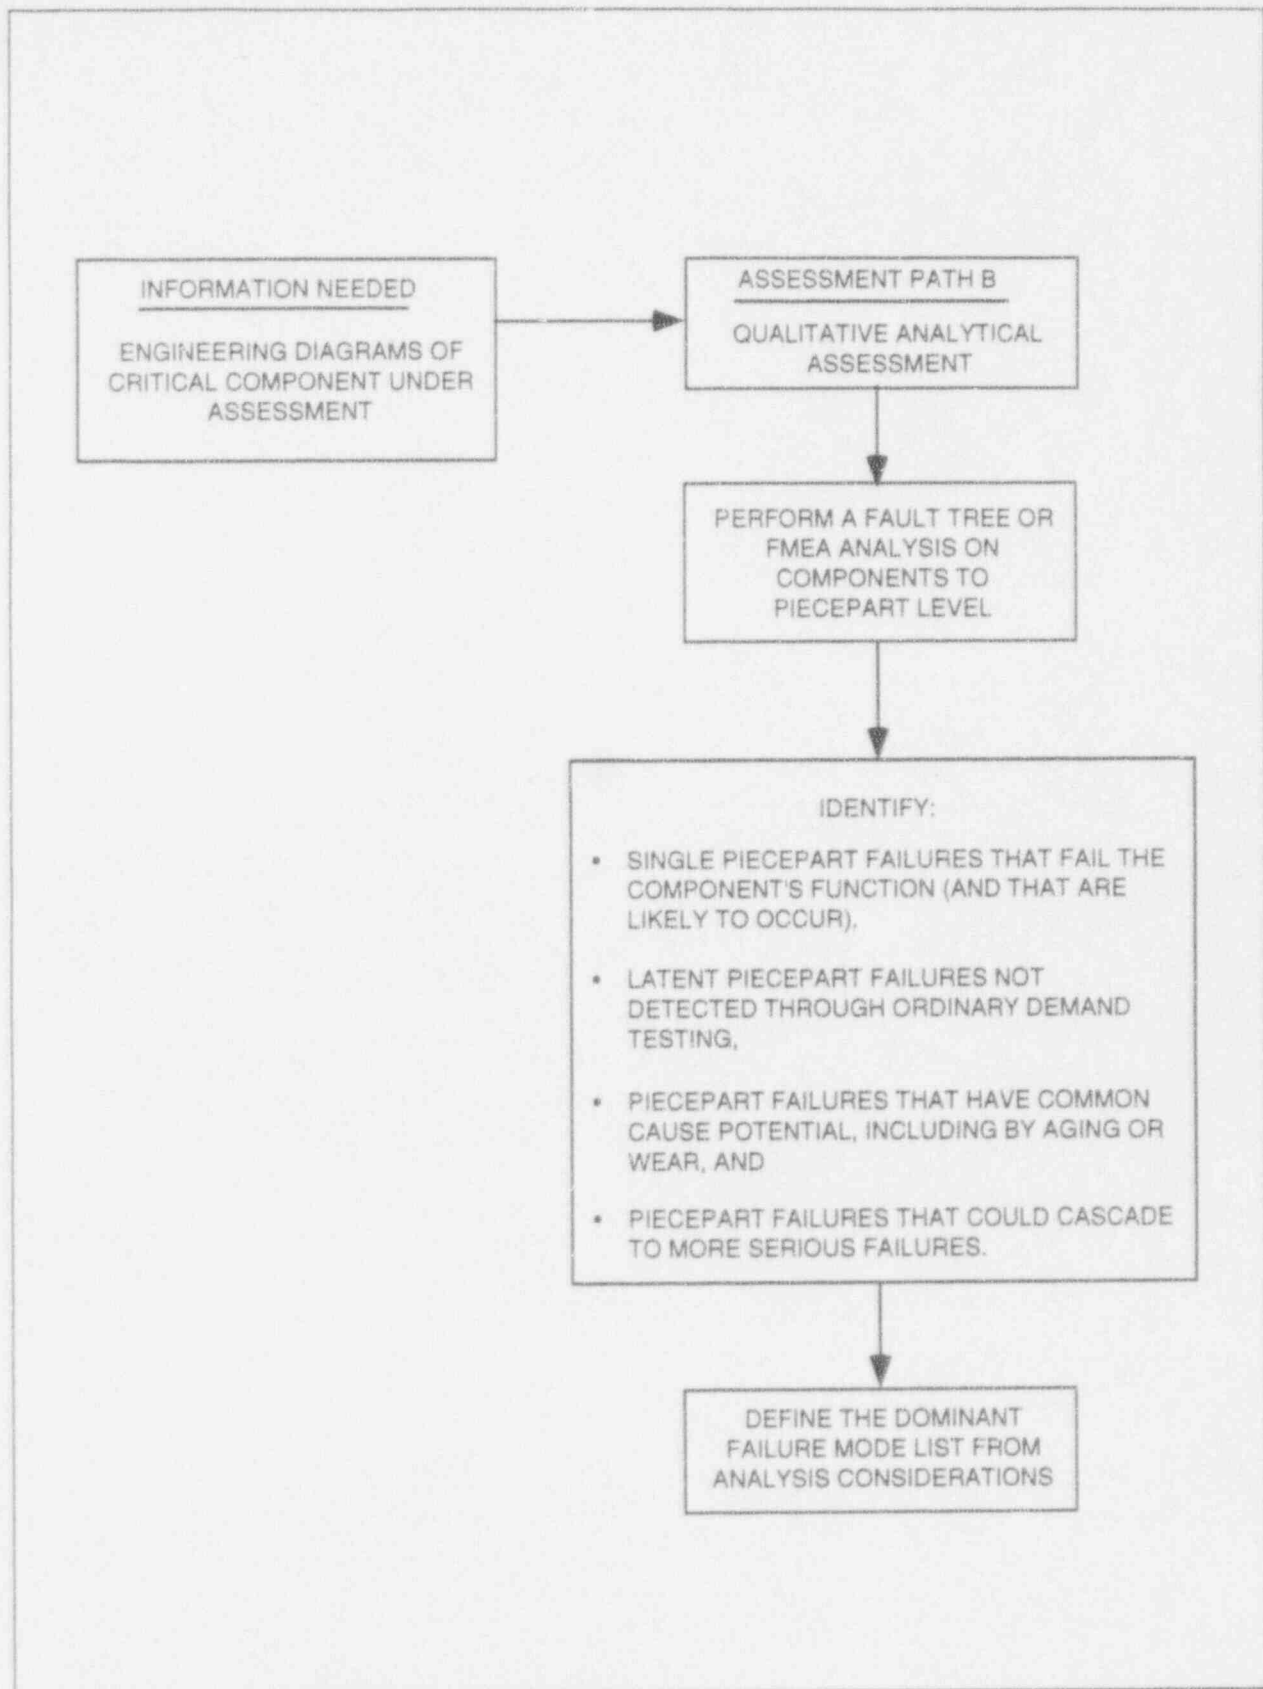 INFORMATION NEEDED
ENGINEERING DIAGRAMS OF
CRITICAL COMPONENT UNDER
ASSESSMENT
ASSESSMENT PATH B
QUALITATIVE ANALYTICAL
ASSESSMENT
PERFORM A FAULT TREE OR
FMEA ANALYSIS ON
COMPONENTS TO
PIECEPART LEVEL
IDENTIFY:
• SINGLE PIECEPART FAILURES THAT FAIL THE
COMPONENT'S FUNCTION (AND THAT ARE
LIKELY TO OCCUR),
• LATENT PIECEPART FAILURES NOT
DETECTED THROUGH ORDINARY DEMAND
TESTING,
• PIECEPART FAILURES THAT HAVE COMMON
CAUSE POTENTIAL, INCLUDING BY AGING OR
WEAR, AND
• PIECEPART FAILURES THAT COULD CASCADE
TO MORE SERIOUS FAILURES.
DEFINE THE DOMINANT
FAILURE MODE LIST FROM
ANALYSIS CONSIDERATIONS